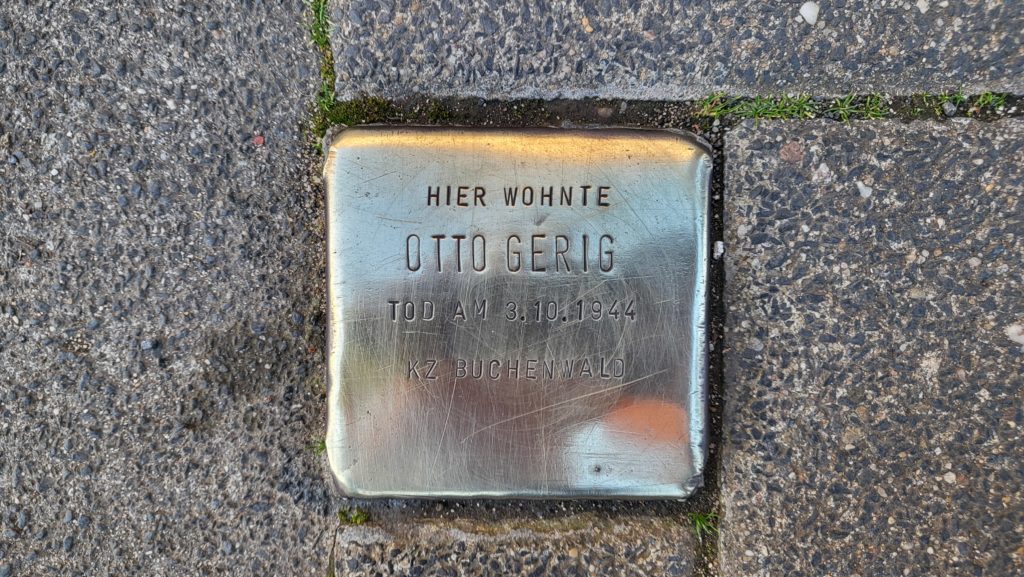 HIER WOHNTE
OTTO GERIG
TOD AM 3.10.1944
KZ BUCHENWALD